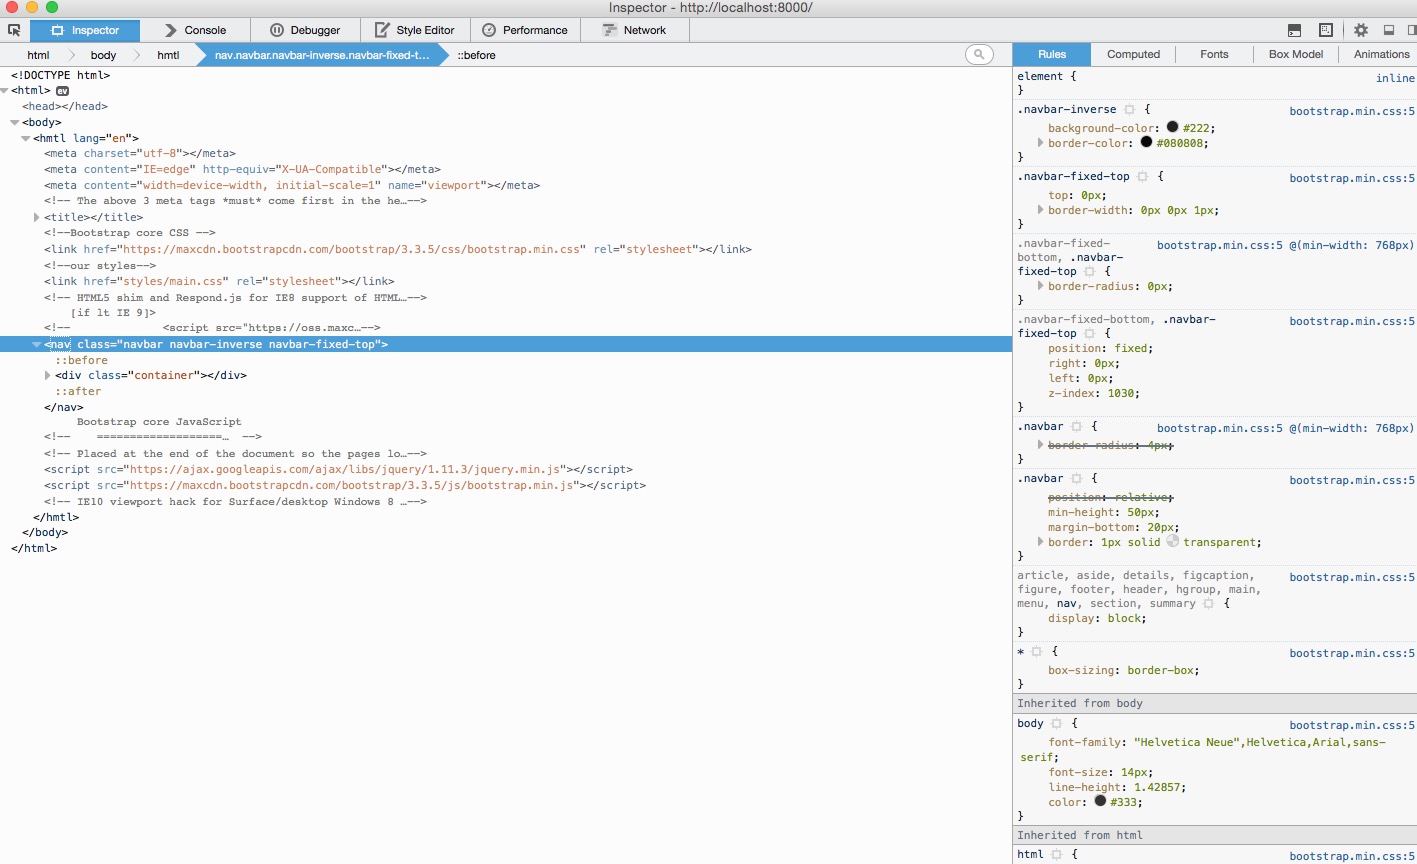 Inspector - http://localhost:8000/
Inspector Console Debugger Style Editor Performance Network
html body hmtl nav.navbar.navbar-inverse.navbar-fixed-t... ::before
Rules Computed Fonts Box Model Animations
<!DOCTYPE html>
<html> ev
<head></head>
<body>
<hmtl lang="en">
<meta charset="utf-8"></meta>
<meta content="IE=edge" http-equiv="X-UA-Compatible"></meta>
<meta content="width=device-width, initial-scale=1" name="viewport"></meta>
<!-- The above 3 meta tags *must* come first in the he…-->
<title></title>
<!--Bootstrap core CSS -->
<link href="https://maxcdn.bootstrapcdn.com/bootstrap/3.3.5/css/bootstrap.min.css" rel="stylesheet"></link>
<!--our styles-->
<link href="styles/main.css" rel="stylesheet"></link>
<!-- HTML5 shim and Respond.js for IE8 support of HTML…-->
[if lt IE 9]>
<!-- <script src="https://oss.maxc…-->
<nav class="navbar navbar-inverse navbar-fixed-top">
::before
<div class="container"></div>
::after
</nav>
Bootstrap core JavaScript
<!-- ===================… -->
<!-- Placed at the end of the document so the pages lo…-->
<script src="https://ajax.googleapis.com/ajax/libs/jquery/1.11.3/jquery.min.js"></script>
<script src="https://maxcdn.bootstrapcdn.com/bootstrap/3.3.5/js/bootstrap.min.js"></script>
<!-- IE10 viewport hack for Surface/desktop Windows 8 …-->
</hmtl>
</body>
</html>
element { inline
}
.navbar-inverse { bootstrap.min.css:5
background-color: #222;
border-color: #080808;
}
.navbar-fixed-top { bootstrap.min.css:5
top: 0px;
border-width: 0px 0px 1px;
}
.navbar-fixed- bootstrap.min.css:5 @(min-width: 768px)
bottom, .navbar-
fixed-top {
border-radius: 0px;
}
.navbar-fixed-bottom, .navbar- bootstrap.min.css:5
fixed-top {
position: fixed;
right: 0px;
left: 0px;
z-index: 1030;
}
.navbar { bootstrap.min.css:5 @(min-width: 768px)
border-radius: 4px;
}
.navbar { bootstrap.min.css:5
position: relative;
min-height: 50px;
margin-bottom: 20px;
border: 1px solid transparent;
}
article, aside, details, figcaption, bootstrap.min.css:5
figure, footer, header, hgroup, main,
menu, nav, section, summary {
display: block;
}
* { bootstrap.min.css:5
box-sizing: border-box;
}
Inherited from body
body { bootstrap.min.css:5
font-family: "Helvetica Neue",Helvetica,Arial,sans-
serif;
font-size: 14px;
line-height: 1.42857;
color: #333;
}
Inherited from html
html { bootstrap.min.css:5